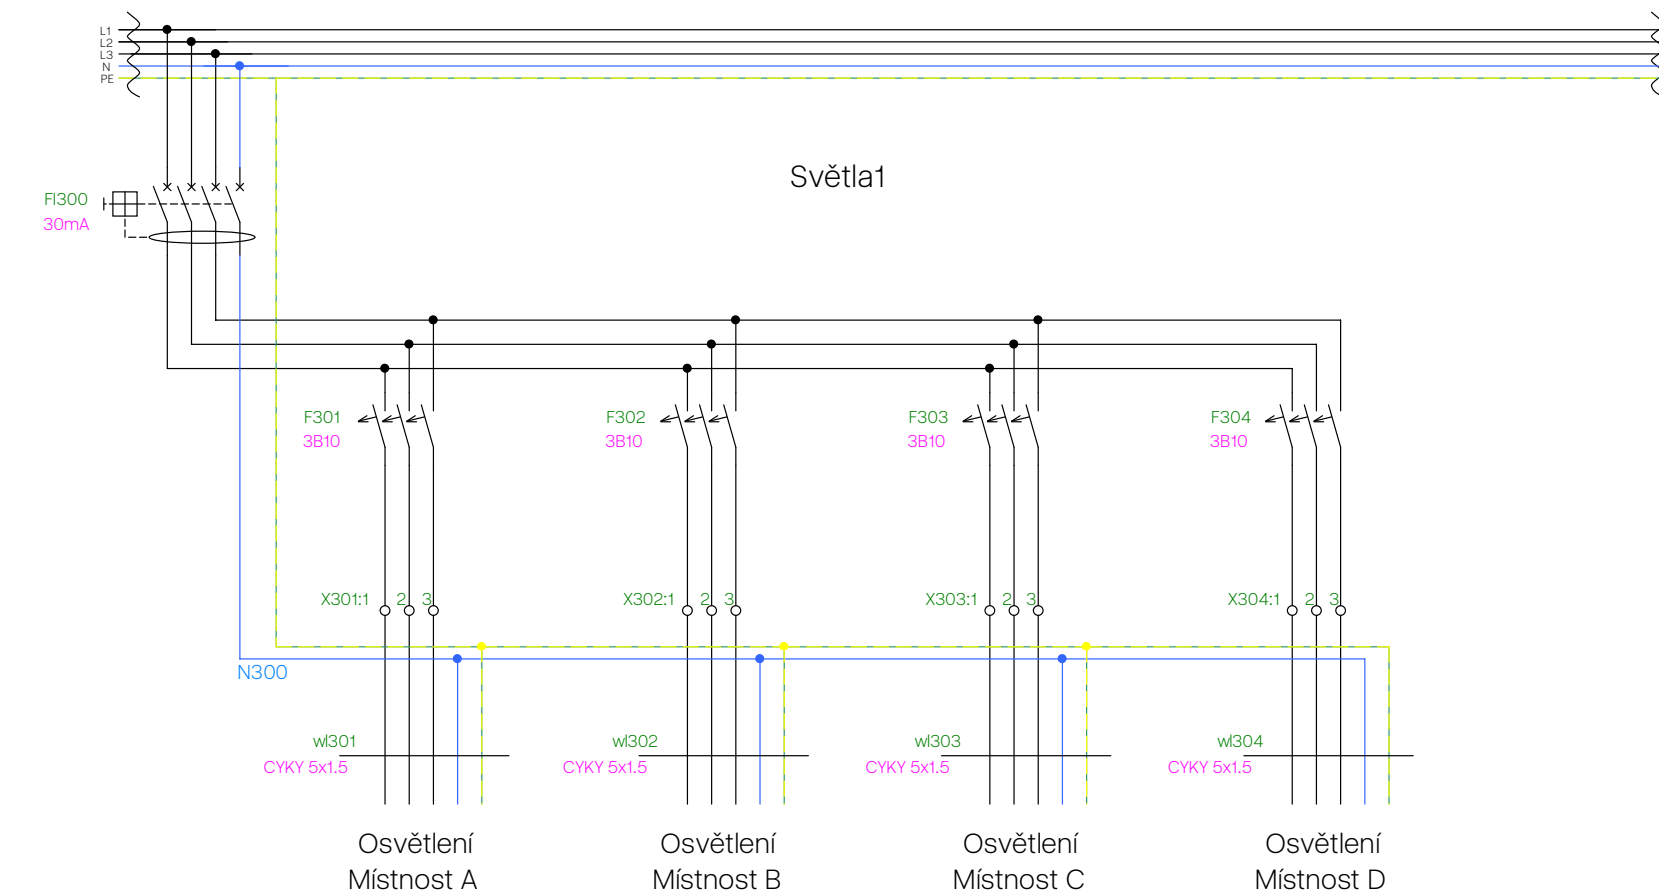 L1
L2
L3
N
PE
Světla1
FI300
30mA
F301
3B10
F302
3B10
F303
3B10
F304
3B10
X301:1 2 3
X302:1 2 3
X303:1 2 3
X304:1 2 3
N300
wl301
CYKY 5x1.5
wl302
CYKY 5x1.5
wl303
CYKY 5x1.5
wl304
CYKY 5x1.5
Osvětlení
Místnost A
Osvětlení
Místnost B
Osvětlení
Místnost C
Osvětlení
Místnost D